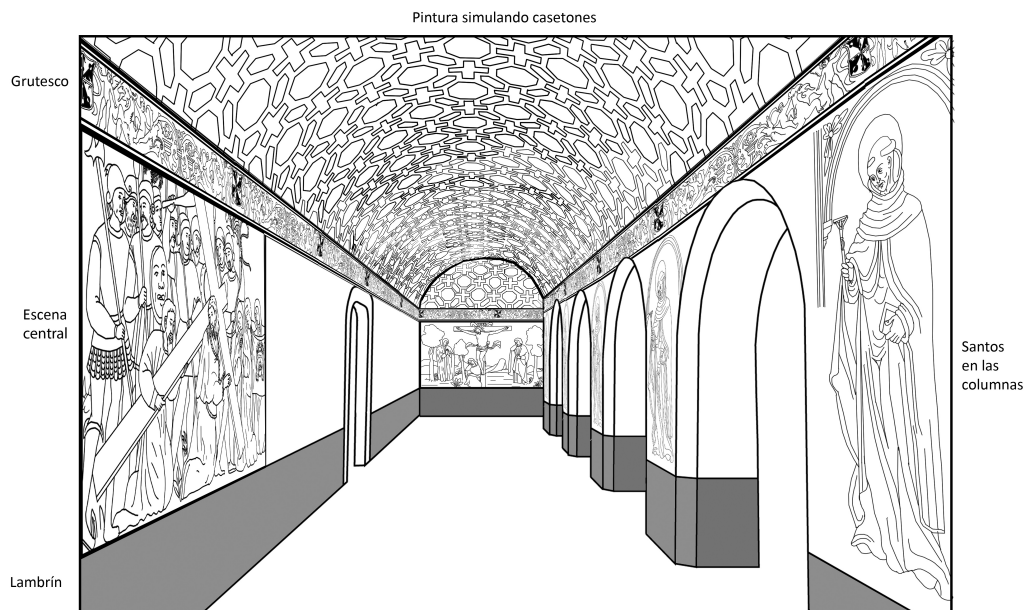 Pintura simulando casetones
Grutesco
Escena
central
Santos
en las
columnas
Lambrín